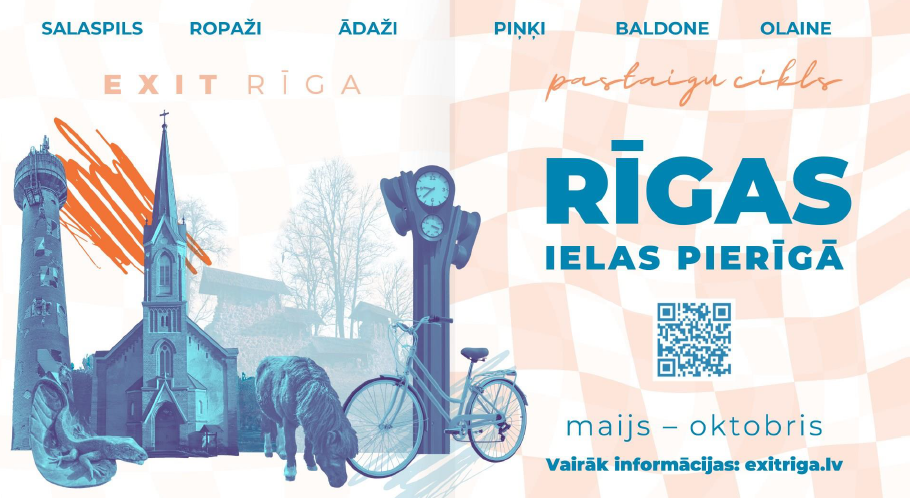 SALASPILS ROPAŽI ĀDAŽI PIŅĶI BALDONE OLAINE
EXIT RĪGA
pastaigu cikls
RĪGAS
IELAS PIERĪGĀ
maijs – oktobris
Vairāk informācijas: exitriga.lv